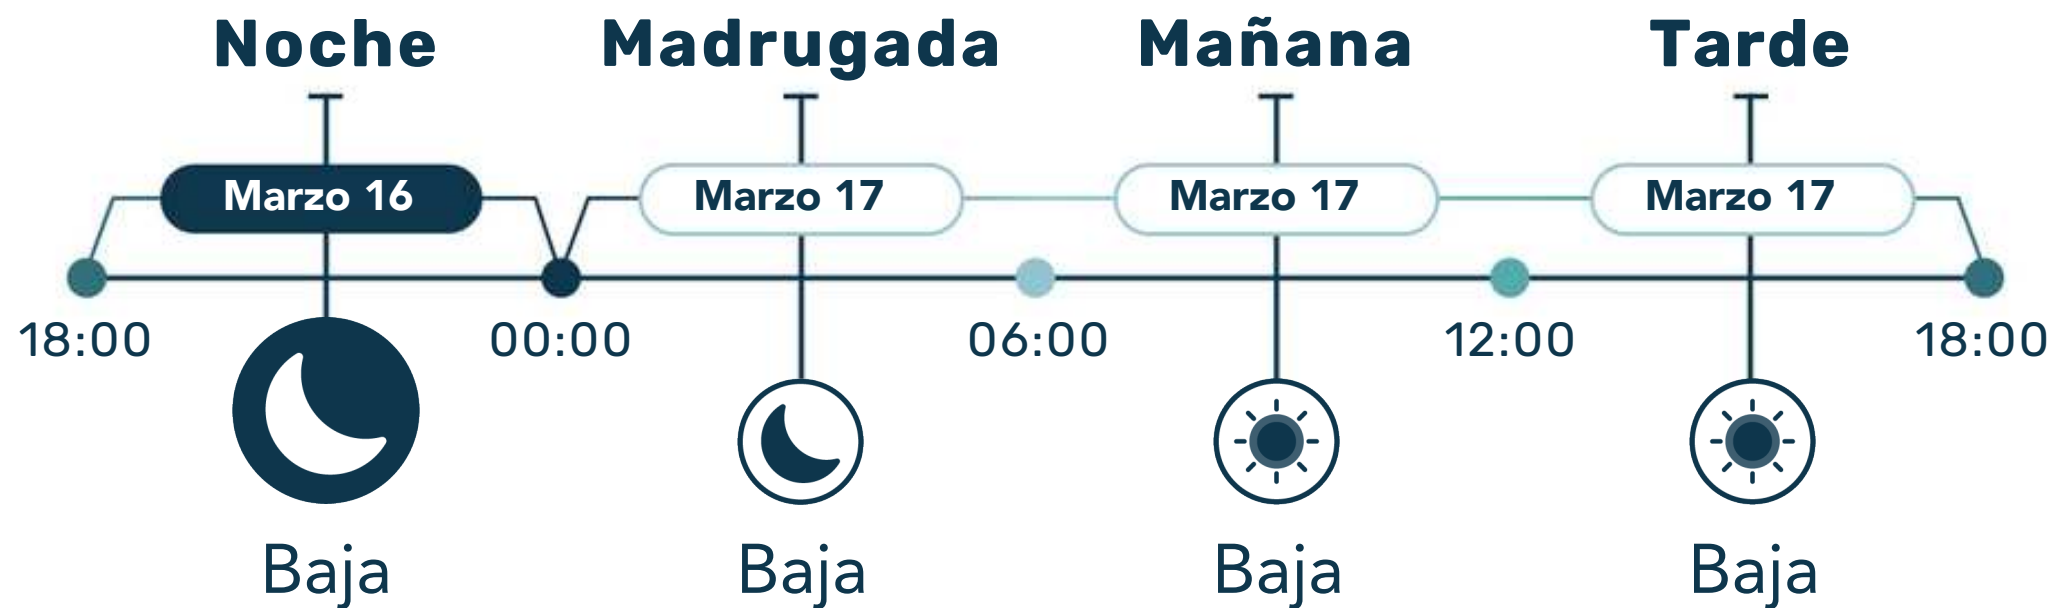 Noche Madrugada Mañana Tarde
Marzo 16 Marzo 17 Marzo 17 Marzo 17
18:00 00:00 06:00 12:00 18:00
Baja Baja Baja Baja